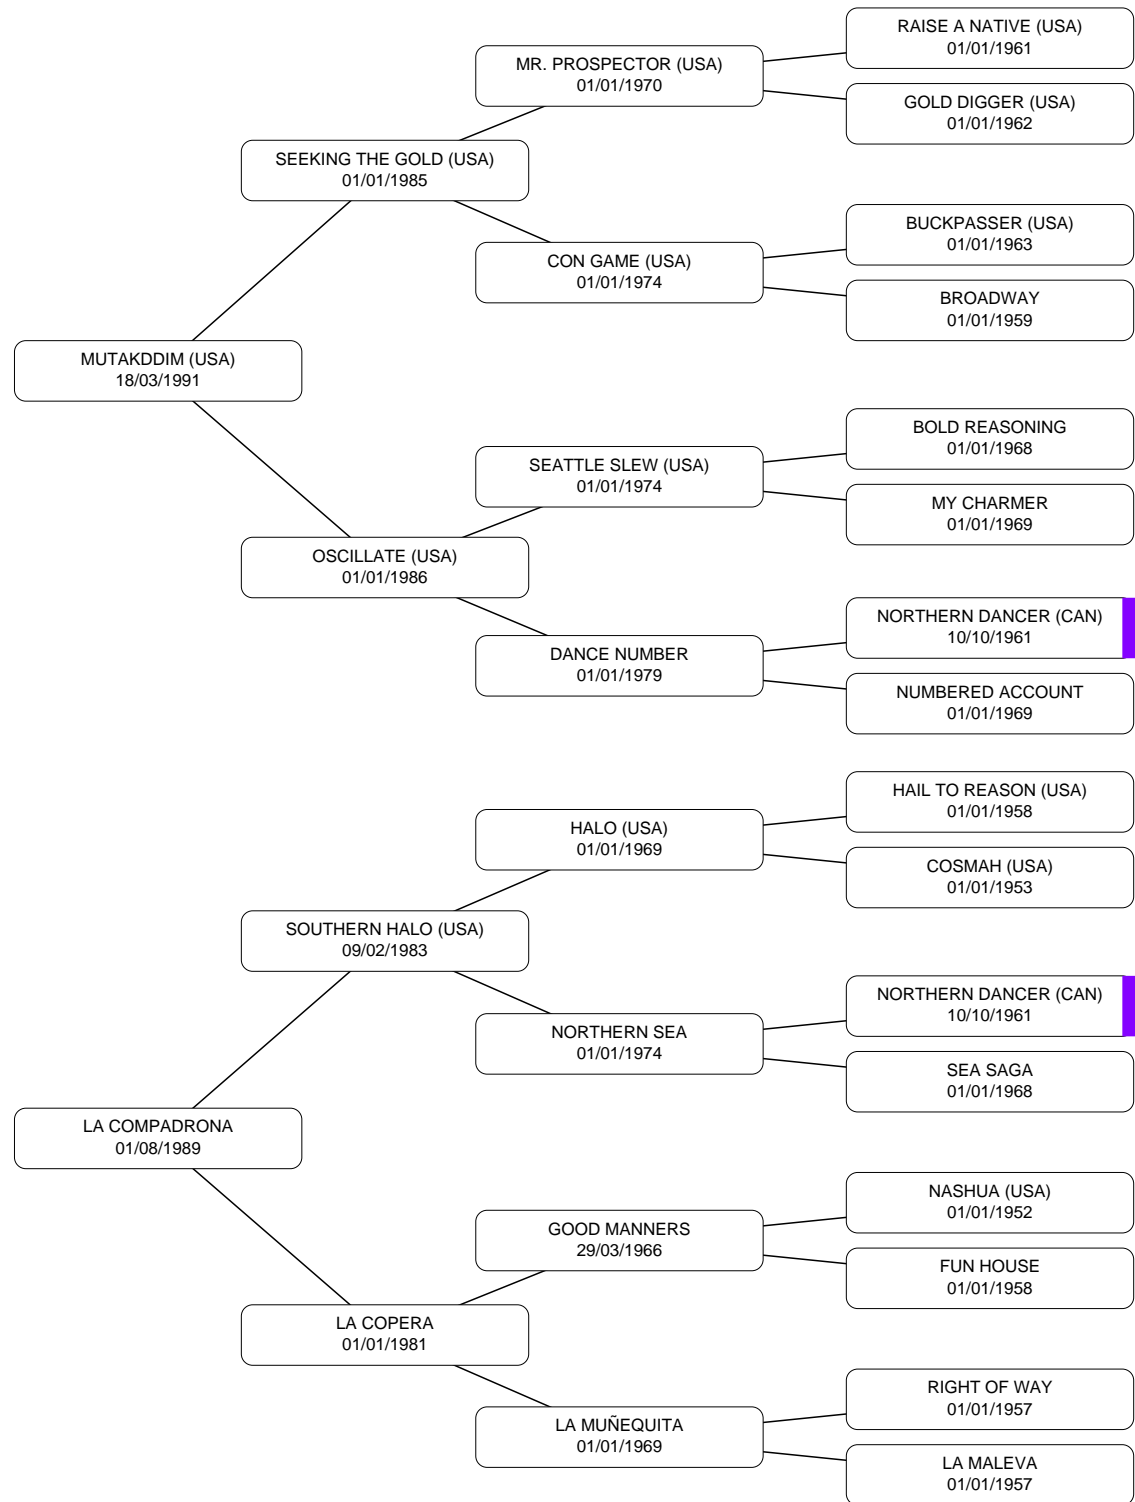 RAISE A NATIVE (USA)
01/01/1961
MR. PROSPECTOR (USA)
01/01/1970
GOLD DIGGER (USA)
01/01/1962
SEEKING THE GOLD (USA)
01/01/1985
BUCKPASSER (USA)
01/01/1963
CON GAME (USA)
01/01/1974
BROADWAY
01/01/1959
MUTAKDDIM (USA)
18/03/1991
BOLD REASONING
01/01/1968
SEATTLE SLEW (USA)
01/01/1974
MY CHARMER
01/01/1969
OSCILLATE (USA)
01/01/1986
NORTHERN DANCER (CAN)
10/10/1961
DANCE NUMBER
01/01/1979
NUMBERED ACCOUNT
01/01/1969
HAIL TO REASON (USA)
01/01/1958
HALO (USA)
01/01/1969
COSMAH (USA)
01/01/1953
SOUTHERN HALO (USA)
09/02/1983
NORTHERN DANCER (CAN)
10/10/1961
NORTHERN SEA
01/01/1974
SEA SAGA
01/01/1968
LA COMPADRONA
01/08/1989
NASHUA (USA)
01/01/1952
GOOD MANNERS
29/03/1966
FUN HOUSE
01/01/1958
LA COPERA
01/01/1981
RIGHT OF WAY
01/01/1957
LA MUÑEQUITA
01/01/1969
LA MALEVA
01/01/1957